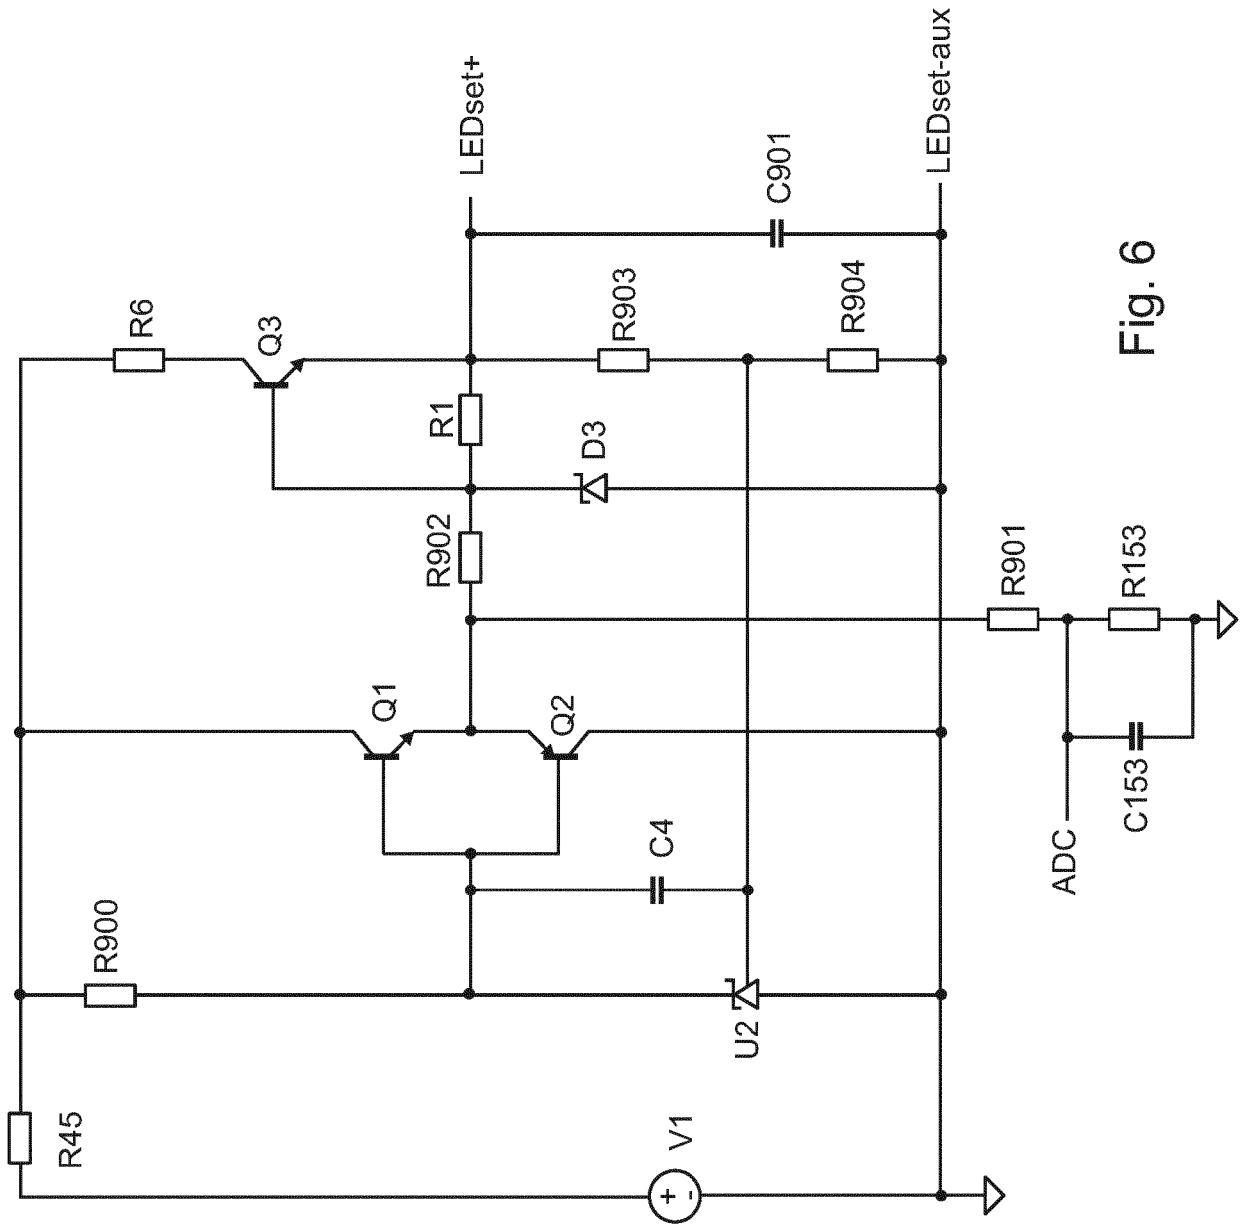 R45
V1
+
-
R900
U2
C4
Q1
Q2
R902
R1
D3
R6
Q3
R903
R904
C901
LEDset+
LEDset-aux
ADC
C153
R901
R153
Fig. 6